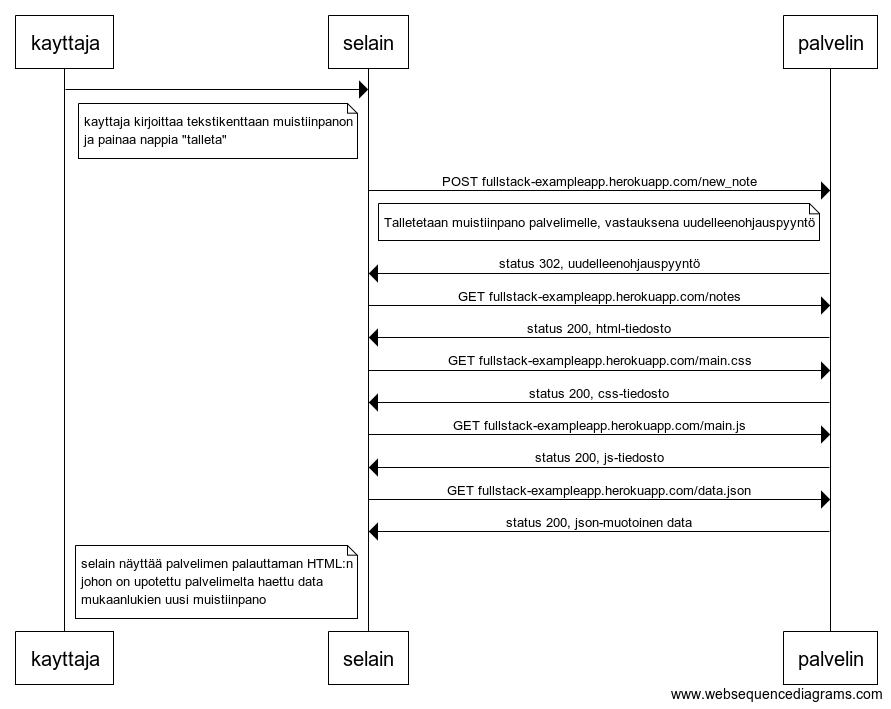 kayttaja
selain
palvelin
kayttaja kirjoittaa tekstikenttaan muistiinpanon
ja painaa nappia "talleta"
POST fullstack-exampleapp.herokuapp.com/new_note
Talletetaan muistiinpano palvelimelle, vastauksena uudelleenohjauspyyntö
status 302, uudelleenohjauspyyntö
GET fullstack-exampleapp.herokuapp.com/notes
status 200, html-tiedosto
GET fullstack-exampleapp.herokuapp.com/main.css
status 200, css-tiedosto
GET fullstack-exampleapp.herokuapp.com/main.js
status 200, js-tiedosto
GET fullstack-exampleapp.herokuapp.com/data.json
status 200, json-muotoinen data
selain näyttää palvelimen palauttaman HTML:n
johon on upotettu palvelimelta haettu data
mukaanlukien uusi muistiinpano
kayttaja
selain
palvelin
www.websequencediagrams.com